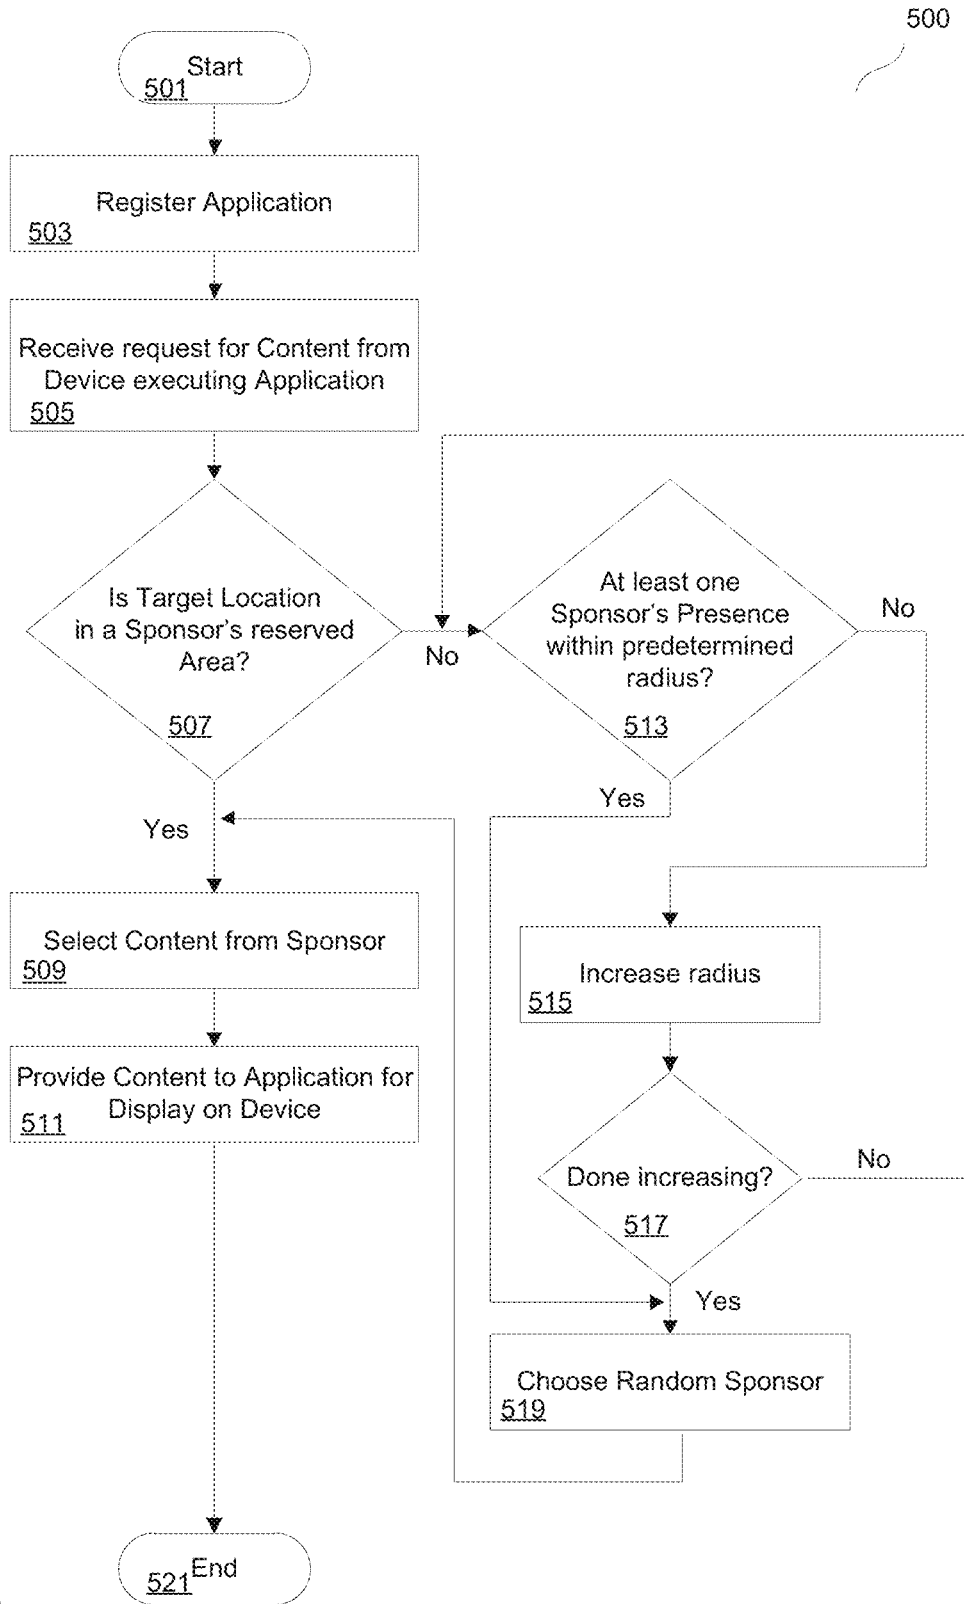 500
Start
501
Register Application
503
Receive request for Content from
Device executing Application
505
Is Target Location
in a Sponsor's reserved
Area?
507
No
At least one
Sponsor's Presence
within predetermined
radius?
513
No
Yes
Yes
Select Content from Sponsor
509
Increase radius
515
Provide Content to Application for
Display on Device
511
Done increasing?
517
No
Yes
Choose Random Sponsor
519
End
521